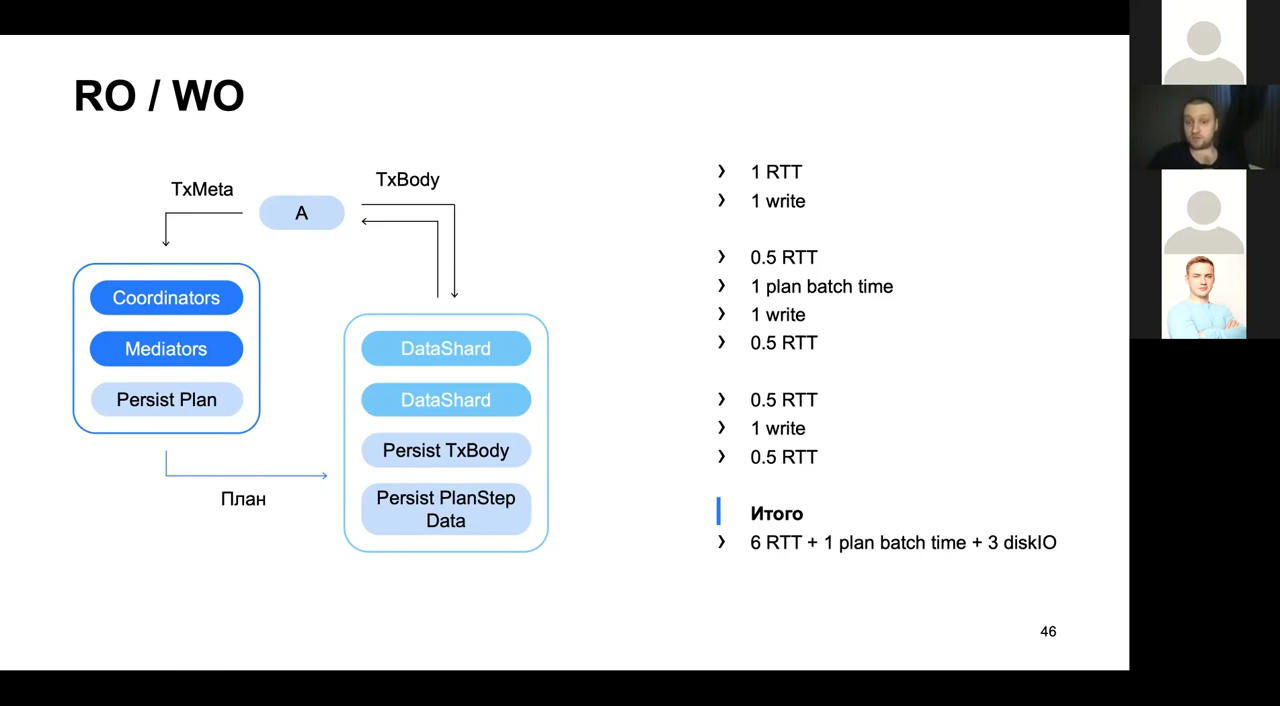 RO / WO
TxMeta
TxBody
A
Coordinators
Mediators
Persist Plan
DataShard
DataShard
Persist TxBody
Persist PlanStep
Data
План
› 1 RTT
› 1 write
› 0.5 RTT
› 1 plan batch time
› 1 write
› 0.5 RTT
› 0.5 RTT
› 1 write
› 0.5 RTT
Итого
› 6 RTT + 1 plan batch time + 3 diskIO
46